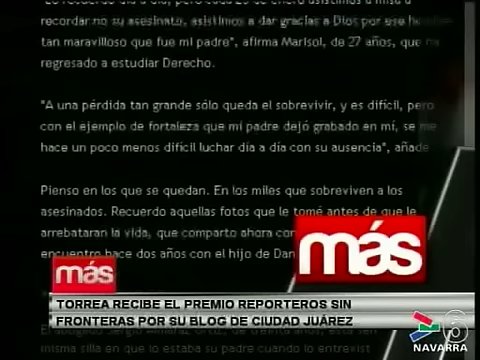 "Lo recuerdo día a día, pero cada 25 de enero asistimos a misa a
recordar no su asesinato, asistimos a dar gracias a Dios por ese
tan maravilloso que fue mi padre", afirma Marisol, de 27 años, que
regresado a estudiar Derecho.
"A una pérdida tan grande sólo queda el sobrevivir, y es difícil, pero
con el ejemplo de fortaleza que mi padre dejó grabado en mí, se me
hace un poco menos difícil luchar día a día con su ausencia", añade
Pienso en los que se quedan. En los miles que sobreviven a los
asesinados. Recuerdo aquellas fotos que le tomé antes de que le
arrebataran la vida, que comparto ahora con
encuentro hace dos años con el hijo de Dan
más
más
TORREA RECIBE EL PREMIO REPORTEROS SIN
FRONTERAS POR SU BLOG DE CIUDAD JUÁREZ
misma silla en que lo estaba su padre cuando lo entrevist
6
NAVARRA